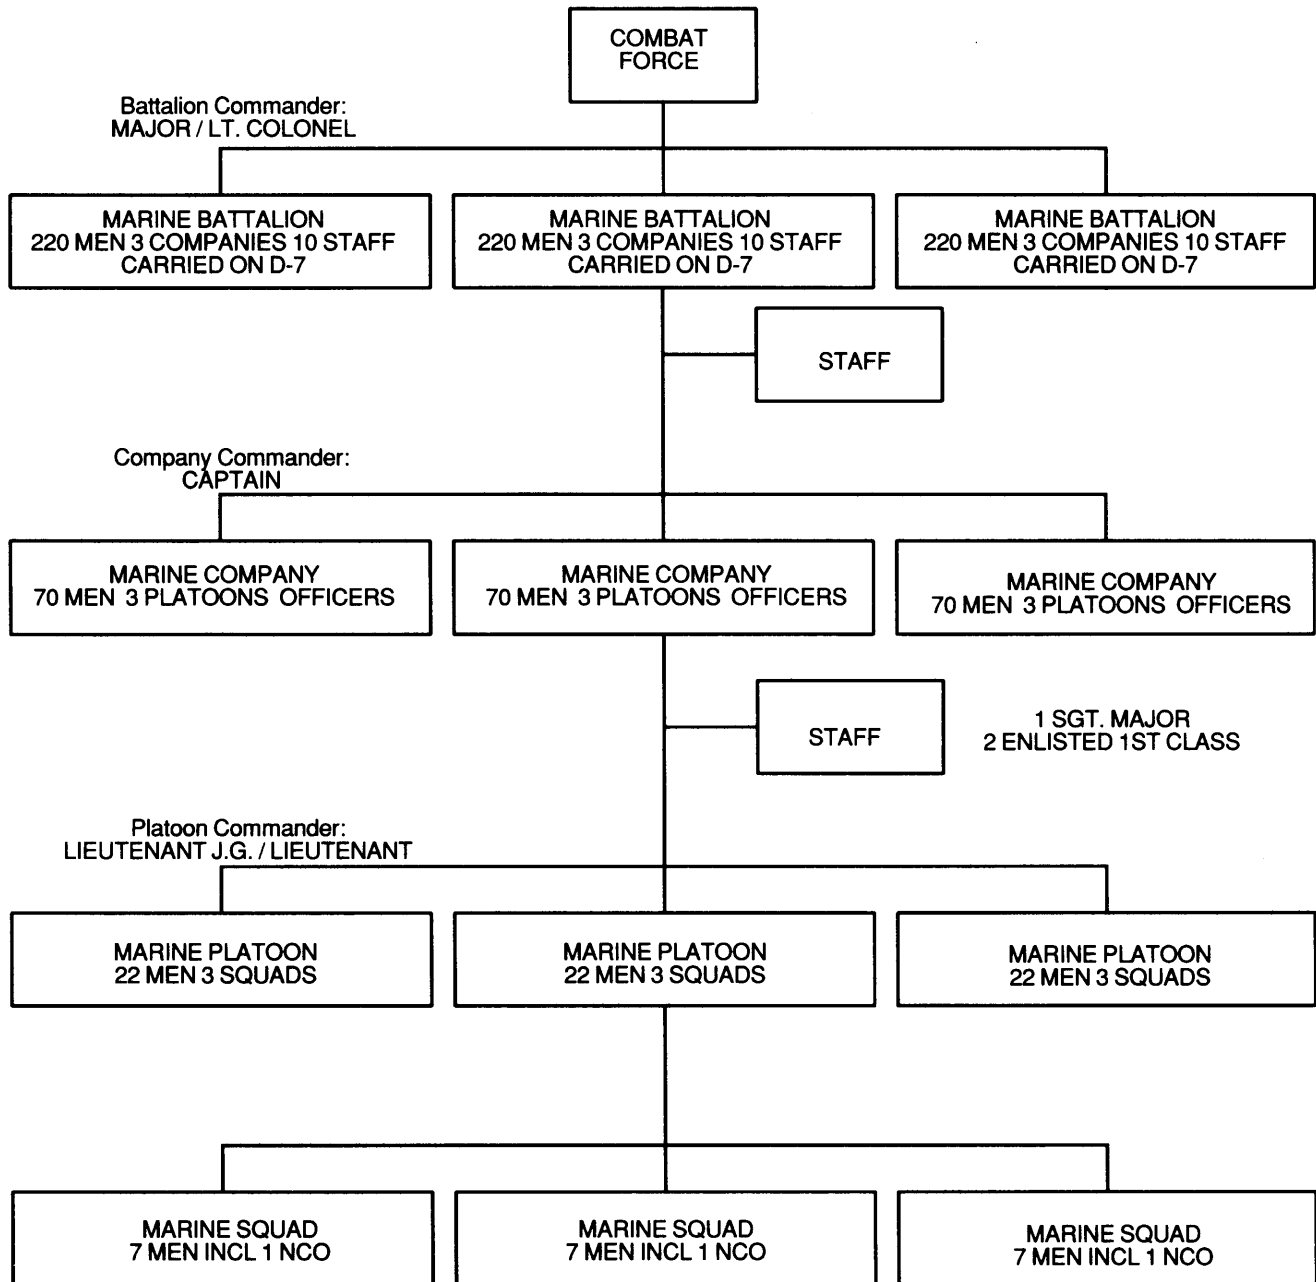 COMBAT
FORCE
Battalion Commander:
MAJOR / LT. COLONEL
MARINE BATTALION
220 MEN 3 COMPANIES 10 STAFF
CARRIED ON D-7
MARINE BATTALION
220 MEN 3 COMPANIES 10 STAFF
CARRIED ON D-7
MARINE BATTALION
220 MEN 3 COMPANIES 10 STAFF
CARRIED ON D-7
STAFF
Company Commander:
CAPTAIN
MARINE COMPANY
70 MEN 3 PLATOONS OFFICERS
MARINE COMPANY
70 MEN 3 PLATOONS OFFICERS
MARINE COMPANY
70 MEN 3 PLATOONS OFFICERS
STAFF
1 SGT. MAJOR
2 ENLISTED 1ST CLASS
Platoon Commander:
LIEUTENANT J.G. / LIEUTENANT
MARINE PLATOON
22 MEN 3 SQUADS
MARINE PLATOON
22 MEN 3 SQUADS
MARINE PLATOON
22 MEN 3 SQUADS
MARINE SQUAD
7 MEN INCL 1 NCO
MARINE SQUAD
7 MEN INCL 1 NCO
MARINE SQUAD
7 MEN INCL 1 NCO